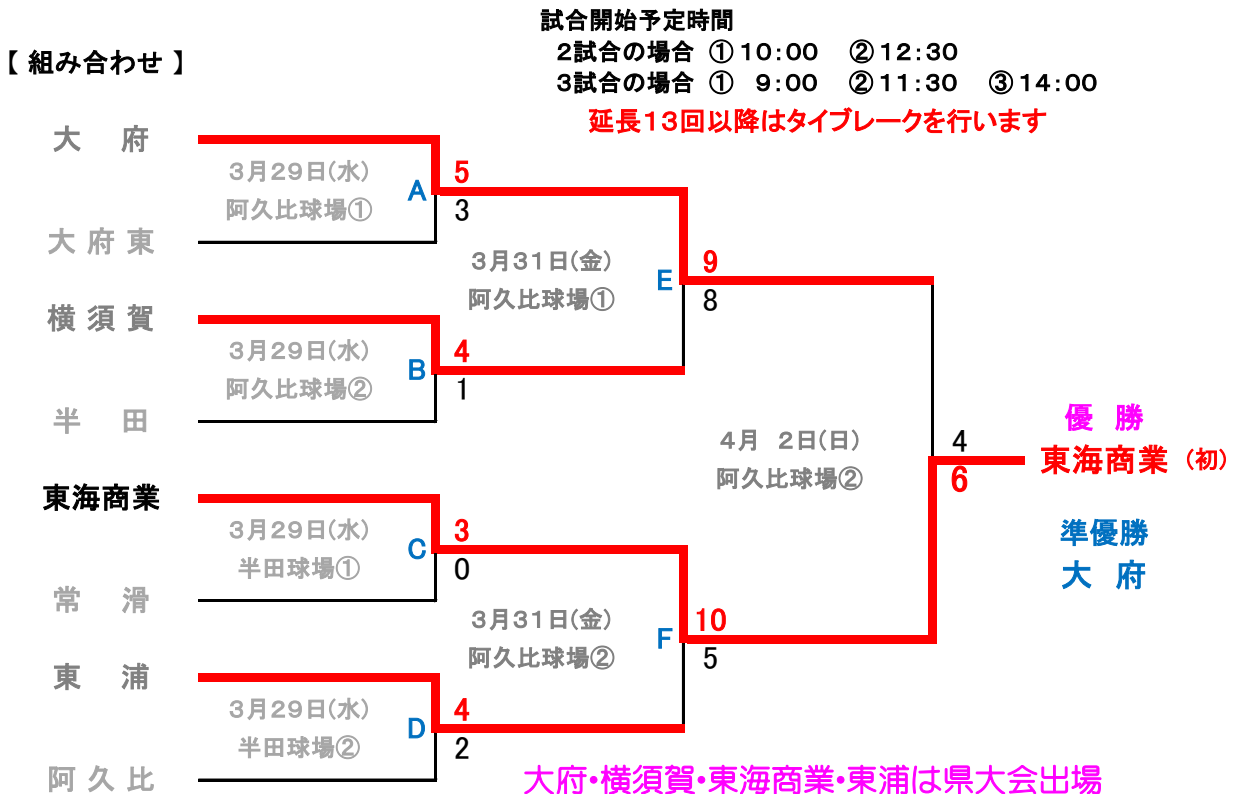 試合開始予定時間
2試合の場合 ①10:00 ②12:30
【 組み合わせ 】
3試合の場合 ① 9:00 ②11:30 ③14:00
延長13回以降はタイブレークを行います
大 府
3月29日(水)
阿久比球場①
A
5
3
大 府 東
3月31日(金)
阿久比球場①
E
9
8
横 須 賀
3月29日(水)
阿久比球場②
B
4
1
半 田
4月 2日(日)
阿久比球場②
4
6
優 勝
東海商業 (初)
準優勝
大 府
東海商業
3月29日(水)
半田球場①
C
3
0
常 滑
3月31日(金)
阿久比球場②
F
10
5
東 浦
3月29日(水)
半田球場②
D
4
2
阿 久 比
大府・横須賀・東海商業・東浦は県大会出場